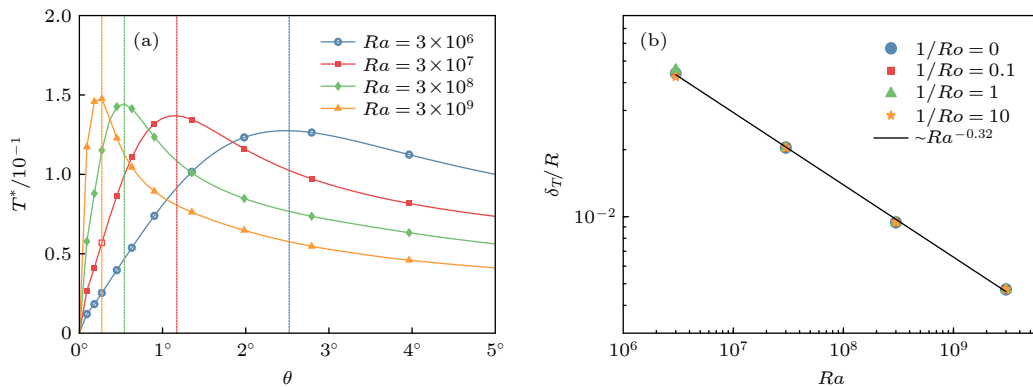 (a)
Ra = 3×10⁶
Ra = 3×10⁷
Ra = 3×10⁸
Ra = 3×10⁹
T*/10⁻¹
2.0
1.5
1.0
0.5
0
0° 1° 2° 3° 4° 5°
θ
(b)
1/Ro = 0
1/Ro = 0.1
1/Ro = 1
1/Ro = 10
~Ra⁻⁰·³²
δ_T/R
10⁻²
10⁶ 10⁷ 10⁸ 10⁹
Ra